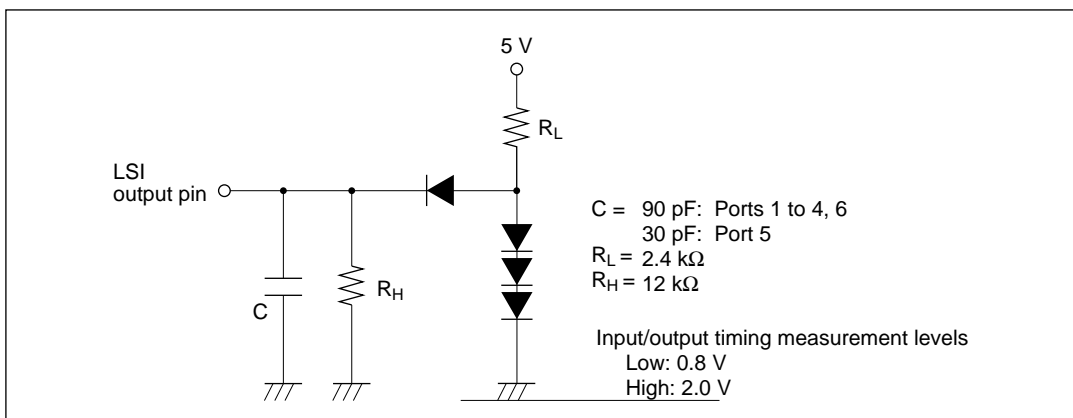 5 V
R_L
LSI
output pin
C = 90 pF: Ports 1 to 4, 6
30 pF: Port 5
R_L = 2.4 kΩ
R_H = 12 kΩ
R_H
C
Input/output timing measurement levels
Low: 0.8 V
High: 2.0 V